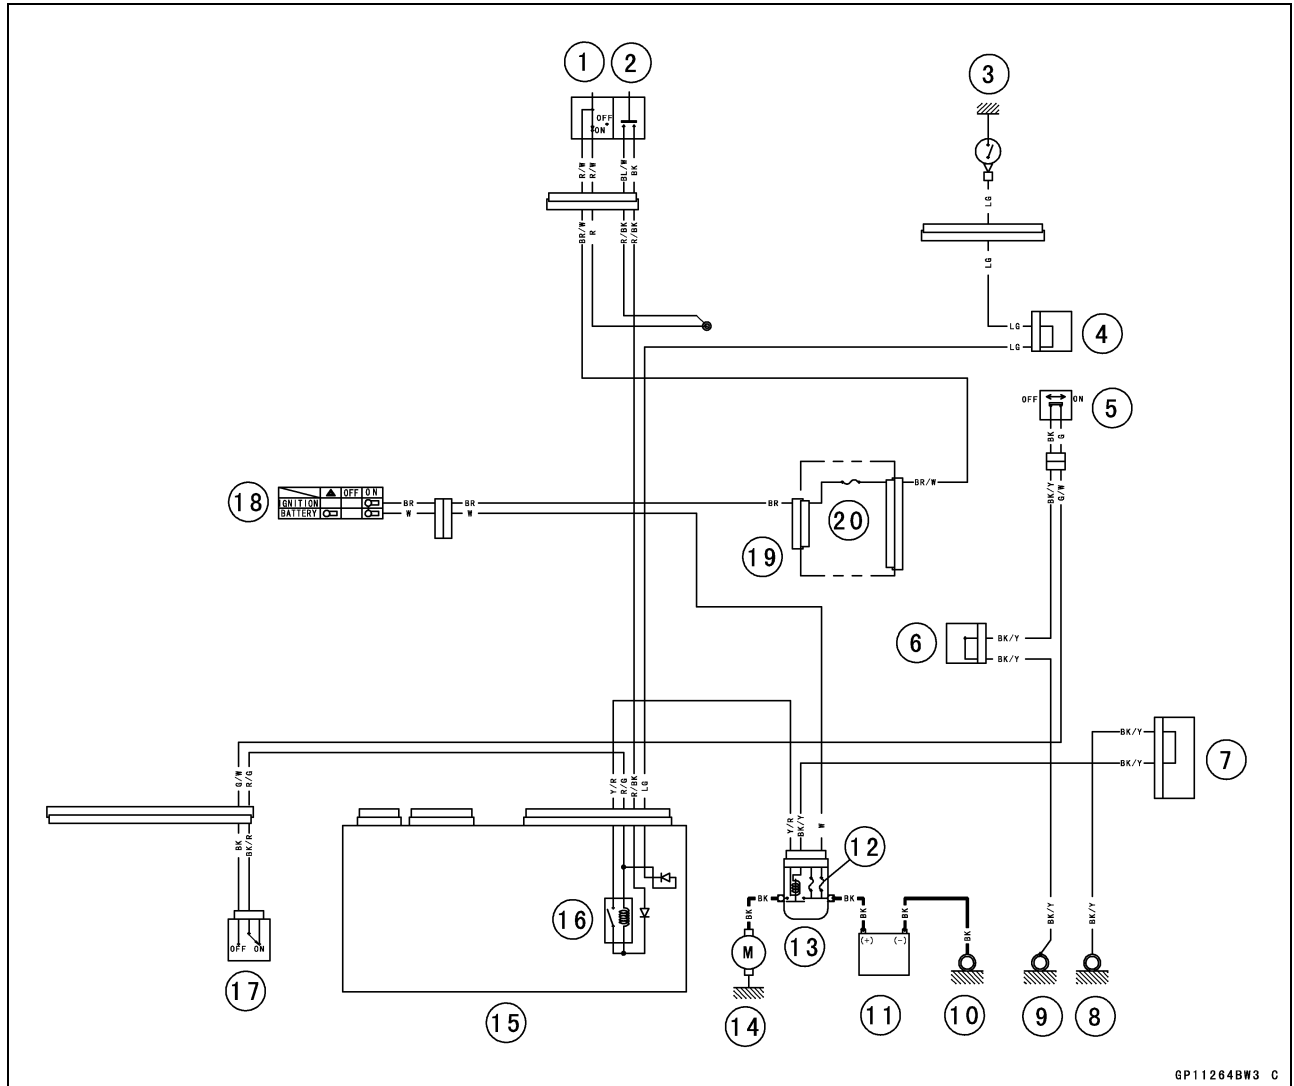 1 2
3
OFF
ON
R/W R/W BL/W BK
BR/W R R/BK R/BK
LG
LG
LG
LG
4
OFF ON
5
BK G
BK/Y G/W
18
OFF ON
IGNITION
BATTERY
BR BR BR
W W
BR/W
20
19
6
BK/Y
BK/Y
BK/Y
BK/Y
7
G/W R/G
Y/R R/G R/BK LG
Y/R BK/Y W
BK BK/R
12
16
BK BK
BK BK BK BK
BK/Y BK/Y
OFF ON
M
(+) (-)
13
17
15
14
11
10
9
8
GP11264BW3 C